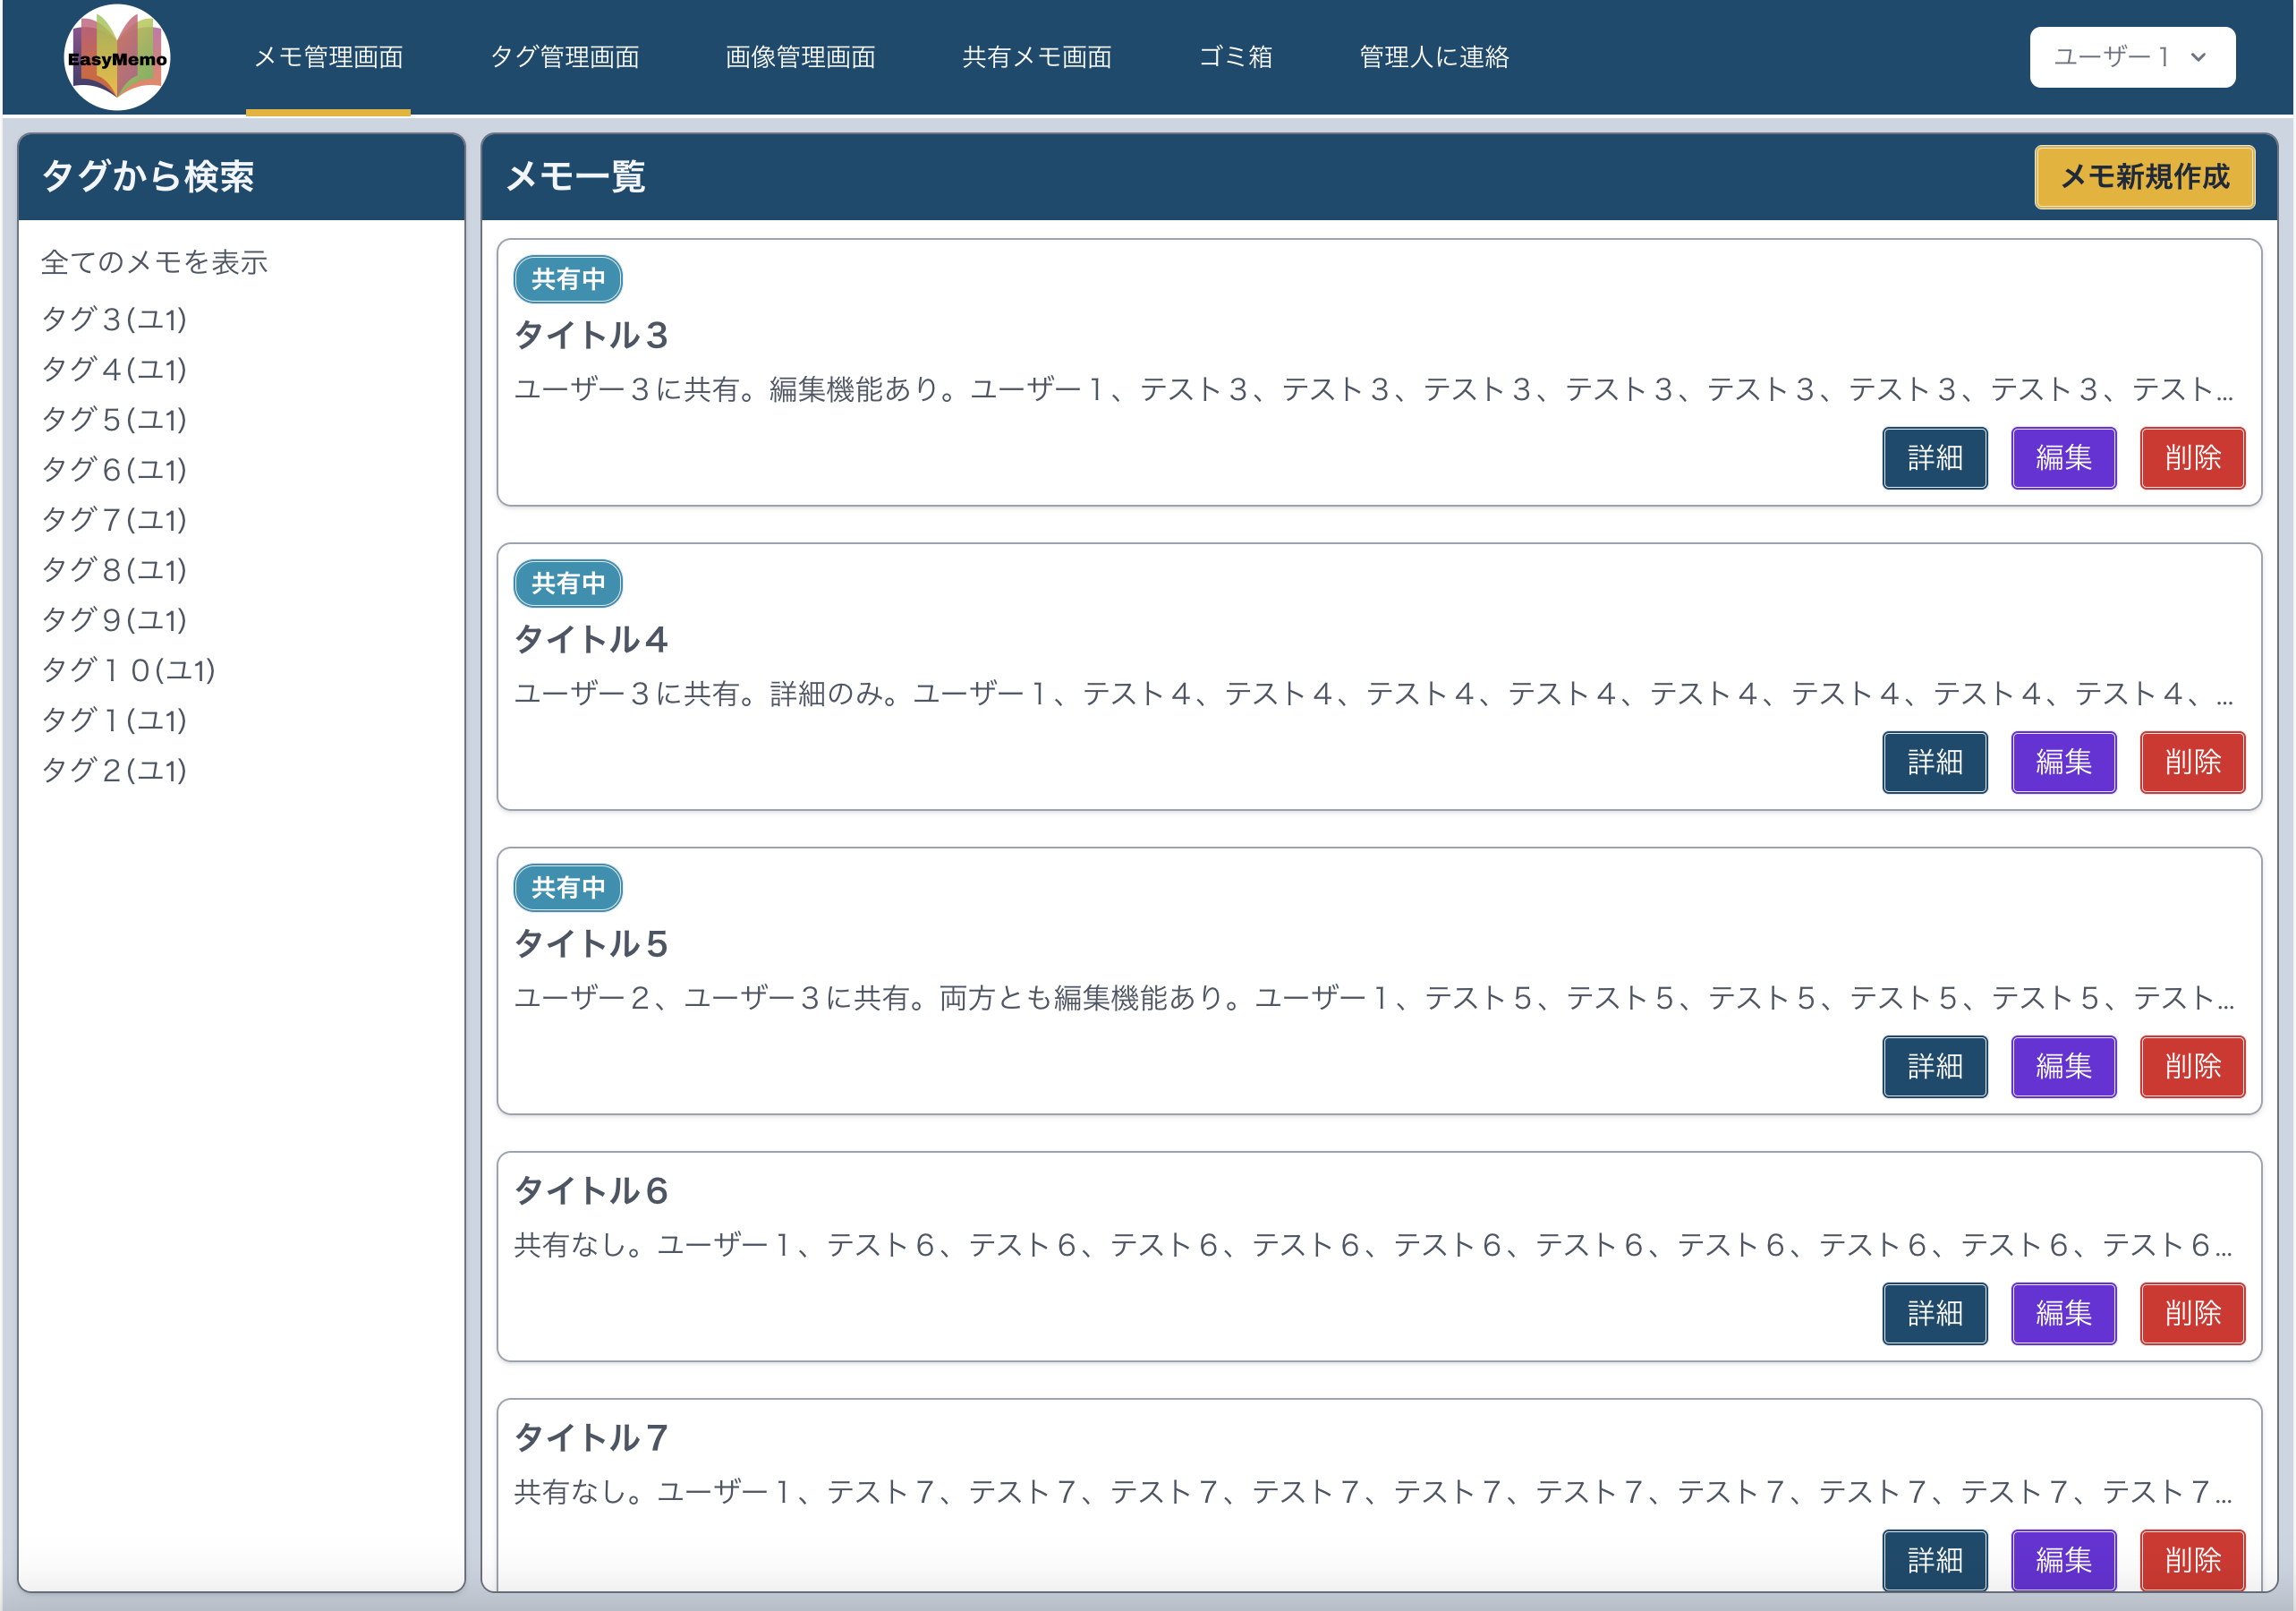 EasyMemo
メモ管理画面 タグ管理画面 画像管理画面 共有メモ画面 ゴミ箱 管理人に連絡 ユーザー１
タグから検索
全てのメモを表示
タグ３(ユ1)
タグ４(ユ1)
タグ５(ユ1)
タグ６(ユ1)
タグ７(ユ1)
タグ８(ユ1)
タグ９(ユ1)
タグ１０(ユ1)
タグ１(ユ1)
タグ２(ユ1)
メモ一覧 メモ新規作成
共有中
タイトル３
ユーザー３に共有。編集機能あり。ユーザー１、テスト３、テスト３、テスト３、テスト３、テスト３、テスト３、テスト３、テスト...
詳細 編集 削除
共有中
タイトル４
ユーザー３に共有。詳細のみ。ユーザー１、テスト４、テスト４、テスト４、テスト４、テスト４、テスト４、テスト４、テスト４、...
詳細 編集 削除
共有中
タイトル５
ユーザー２、ユーザー３に共有。両方とも編集機能あり。ユーザー１、テスト５、テスト５、テスト５、テスト５、テスト５、テスト...
詳細 編集 削除
タイトル６
共有なし。ユーザー１、テスト６、テスト６、テスト６、テスト６、テスト６、テスト６、テスト６、テスト６、テスト６、テスト６...
詳細 編集 削除
タイトル７
共有なし。ユーザー１、テスト７、テスト７、テスト７、テスト７、テスト７、テスト７、テスト７、テスト７、テスト７、テスト７...
詳細 編集 削除